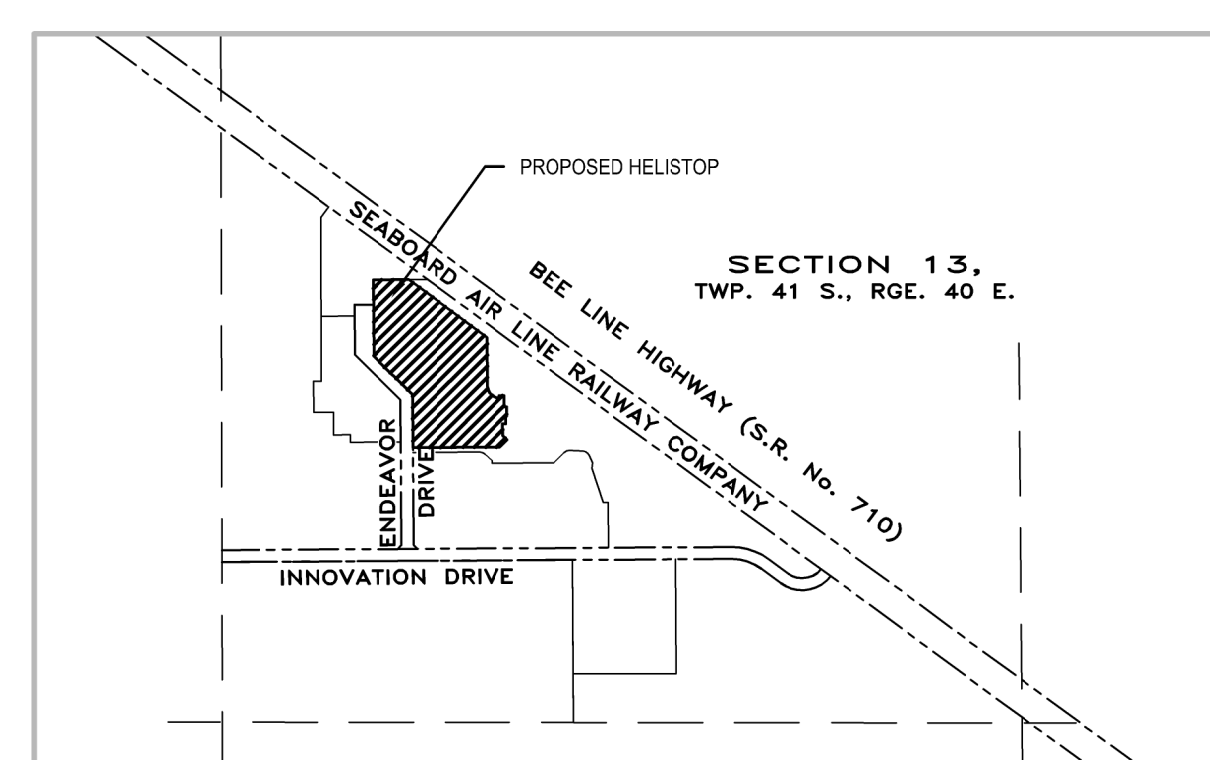 PROPOSED HELISTOP
SECTION 13,
TWP. 41 S., RGE. 40 E.
SEABOARD AIR LINE RAILWAY COMPANY
BEE LINE HIGHWAY (S.R. No. 710)
ENDEAVOR
DRIVE
INNOVATION DRIVE